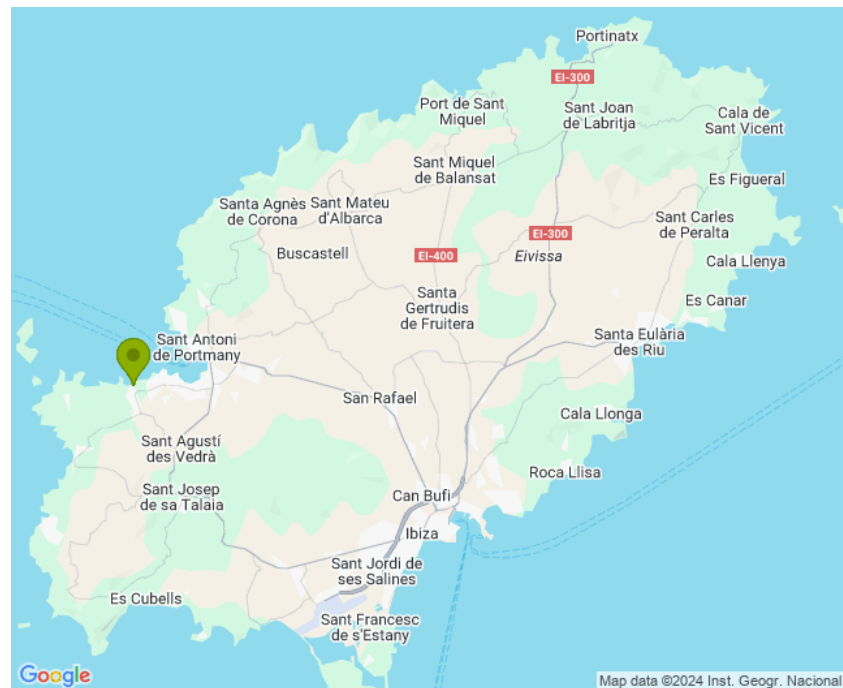 Portinatx
EI-300
Port de Sant
Miquel
Sant Joan
de Labritja
Cala de
Sant Vicent
Sant Miquel
de Balansat
Es Figueral
Santa Agnès
de Corona
Sant Mateu
d'Albarca
Sant Carles
de Peralta
EI-300
Buscastell
EI-400
Eivissa
Cala Llenya
Santa
Gertrudis
de Fruitera
Es Canar
Sant Antoni
de Portmany
Santa Eulària
des Riu
San Rafael
Cala Llonga
Sant Agustí
des Vedrà
Roca Llisa
Sant Josep
de sa Talaia
Can Bufi
Ibiza
Sant Jordi de
ses Salines
Es Cubells
Sant Francesc
de s'Estany
Google
Map data ©2024 Inst. Geogr. Nacional